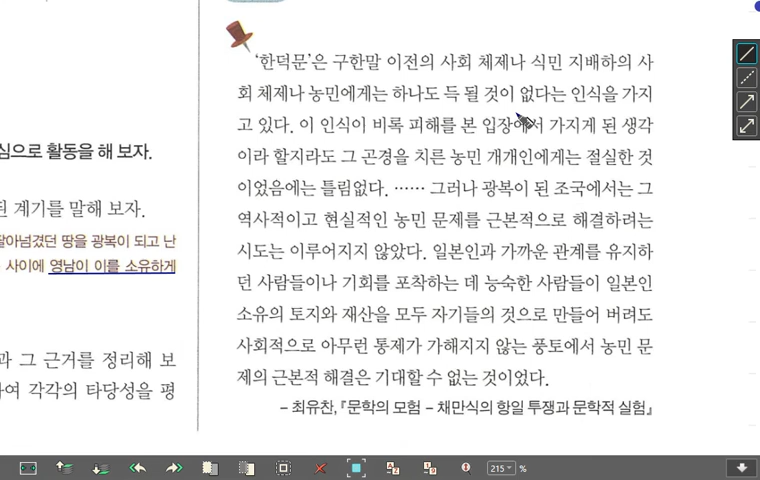 '한덕문'은 구한말 이전의 사회 체제나 식민 지배하의 사
회 체제나 농민에게는 하나도 득 될 것이 없다는 인식을 가지
고 있다. 이 인식이 비록 피해를 본 입장에서 가지게 된 생각
이라 할지라도 그 곤경을 치른 농민 개개인에게는 절실한 것
이었음에는 틀림없다. …… 그러나 광복이 된 조국에서는 그
역사적이고 현실적인 농민 문제를 근본적으로 해결하려는
시도는 이루어지지 않았다. 일본인과 가까운 관계를 유지하
던 사람들이나 기회를 포착하는 데 능숙한 사람들이 일본인
소유의 토지와 재산을 모두 자기들의 것으로 만들어 버려도
사회적으로 아무런 통제가 가해지지 않는 풍토에서 농민 문
제의 근본적 해결은 기대할 수 없는 것이었다.
- 최유찬, 『문학의 모험 – 채만식의 항일 투쟁과 문학적 실험』
심으로 활동을 해 보자.
된 계기를 말해 보자.
팔아넘겼던 땅을 광복이 되고 난
사이에 영남이 이를 소유하게
과 그 근거를 정리해 보
하여 각각의 타당성을 평
215 %